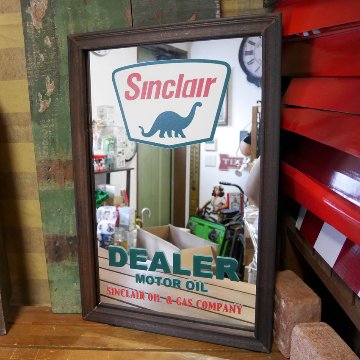 Sinclair
DEALER
MOTOR OIL
SINCLAIR OIL & GAS COMPANY